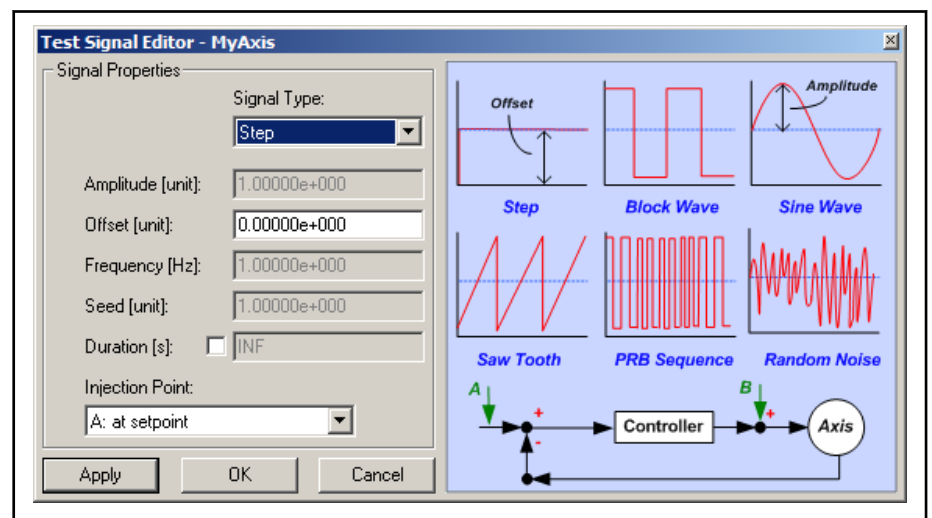 Test Signal Editor - MyAxis
Signal Properties
Signal Type:
Step
Amplitude [unit]: 1.00000e+000
Offset [unit]: 0.00000e+000
Frequency [Hz]: 1.00000e+000
Seed [unit]: 1.00000e+000
Duration [s]: INF
Injection Point:
A: at setpoint
Apply OK Cancel
Offset Amplitude
Step Block Wave Sine Wave
Saw Tooth PRB Sequence Random Noise
A B
+ +
Controller Axis
-